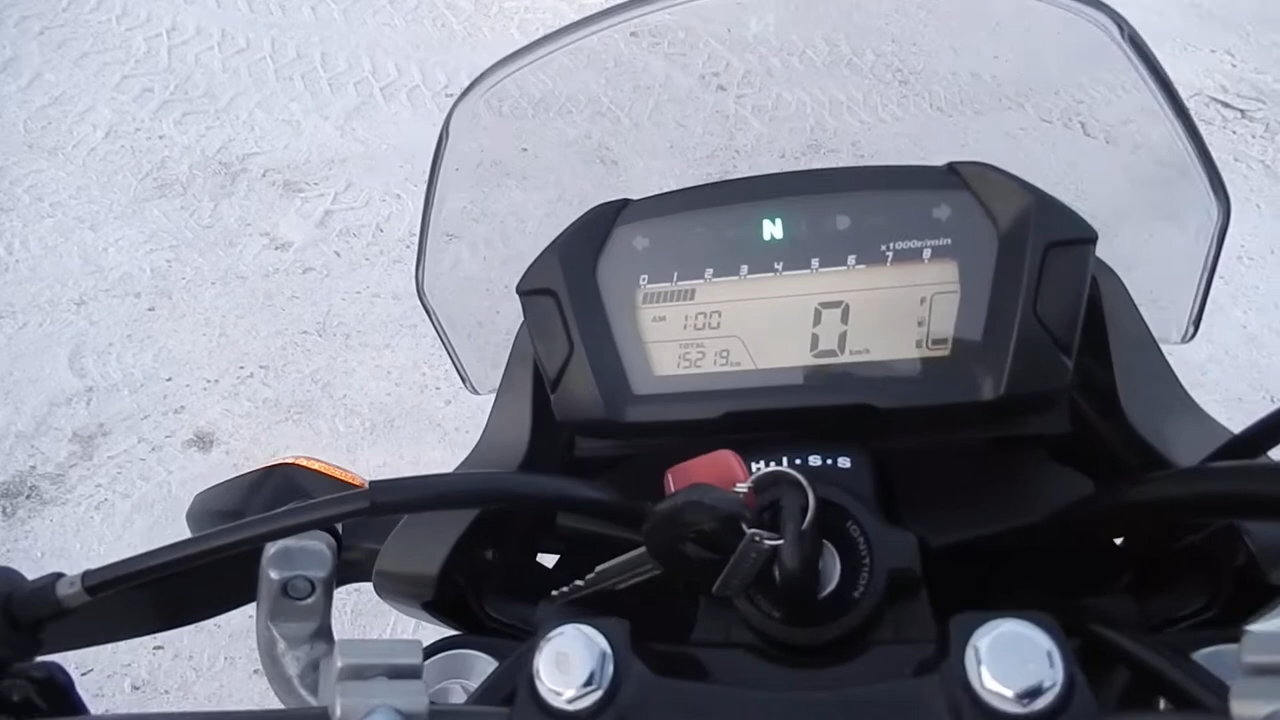 N
x1000r/min
0 1 2 3 4 5 6 7 8
AM 1:00
0 km/h
TOTAL
15219 km
H·I·S·S
IGNITION